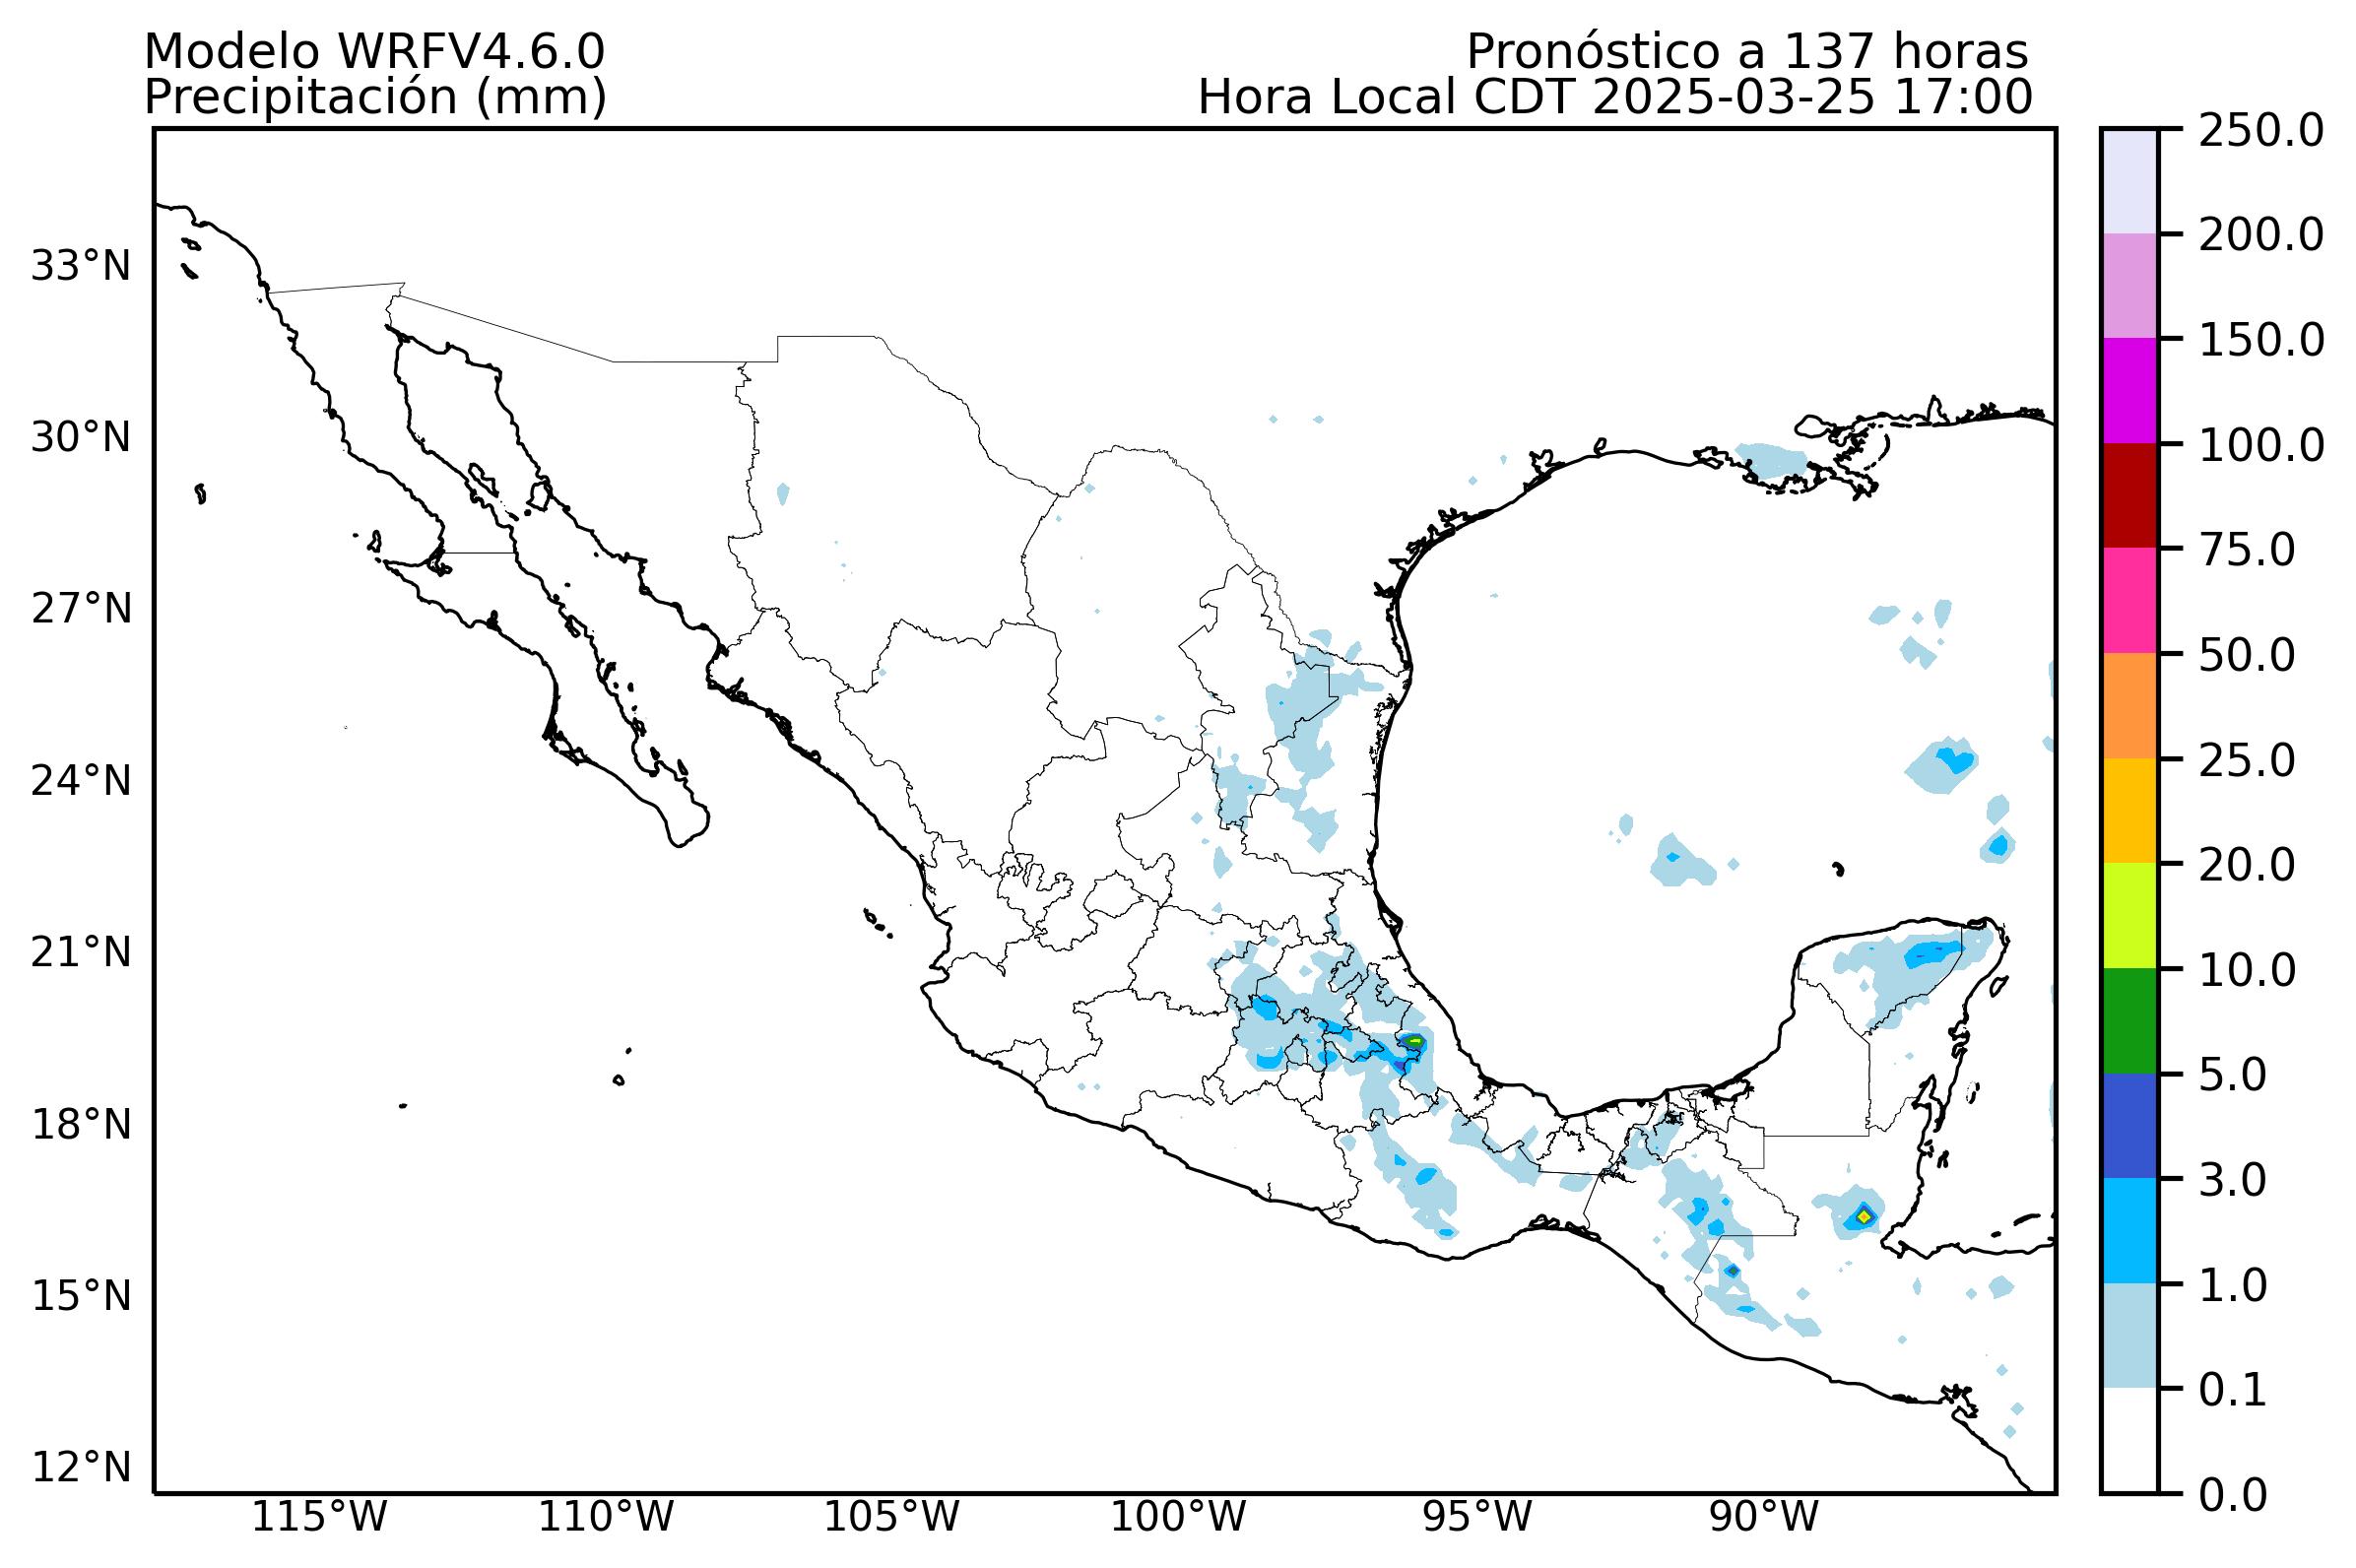 Modelo WRFV4.6.0
Pronóstico a 137 horas
Precipitación (mm)
Hora Local CDT 2025-03-25 17:00
250.0
200.0
150.0
100.0
75.0
50.0
25.0
20.0
10.0
5.0
3.0
1.0
0.1
0.0
33°N
30°N
27°N
24°N
21°N
18°N
15°N
12°N
115°W
110°W
105°W
100°W
95°W
90°W